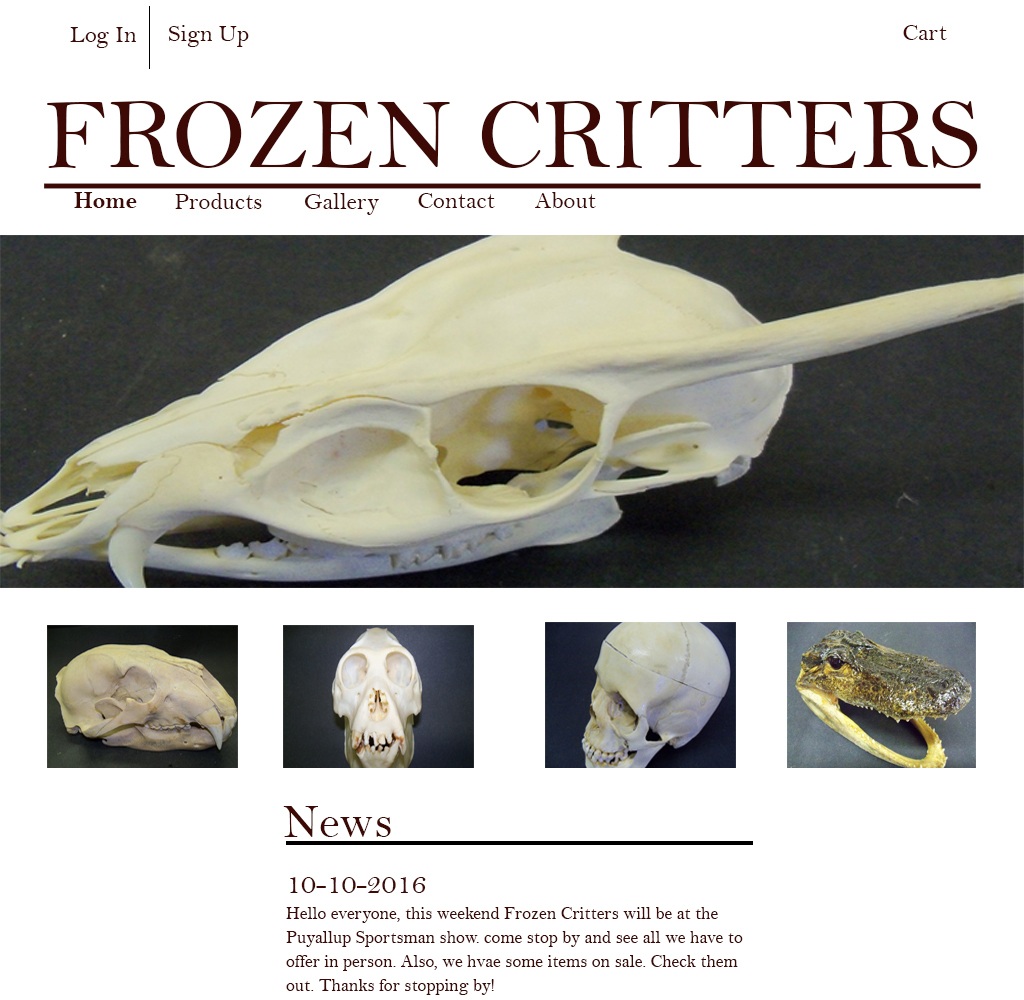 Log In
Sign Up
Cart
FROZEN CRITTERS
Home
Products
Gallery
Contact
About
News
10-10-2016
Hello everyone, this weekend Frozen Critters will be at the
Puyallup Sportsman show. come stop by and see all we have to
offer in person. Also, we hvae some items on sale. Check them
out. Thanks for stopping by!